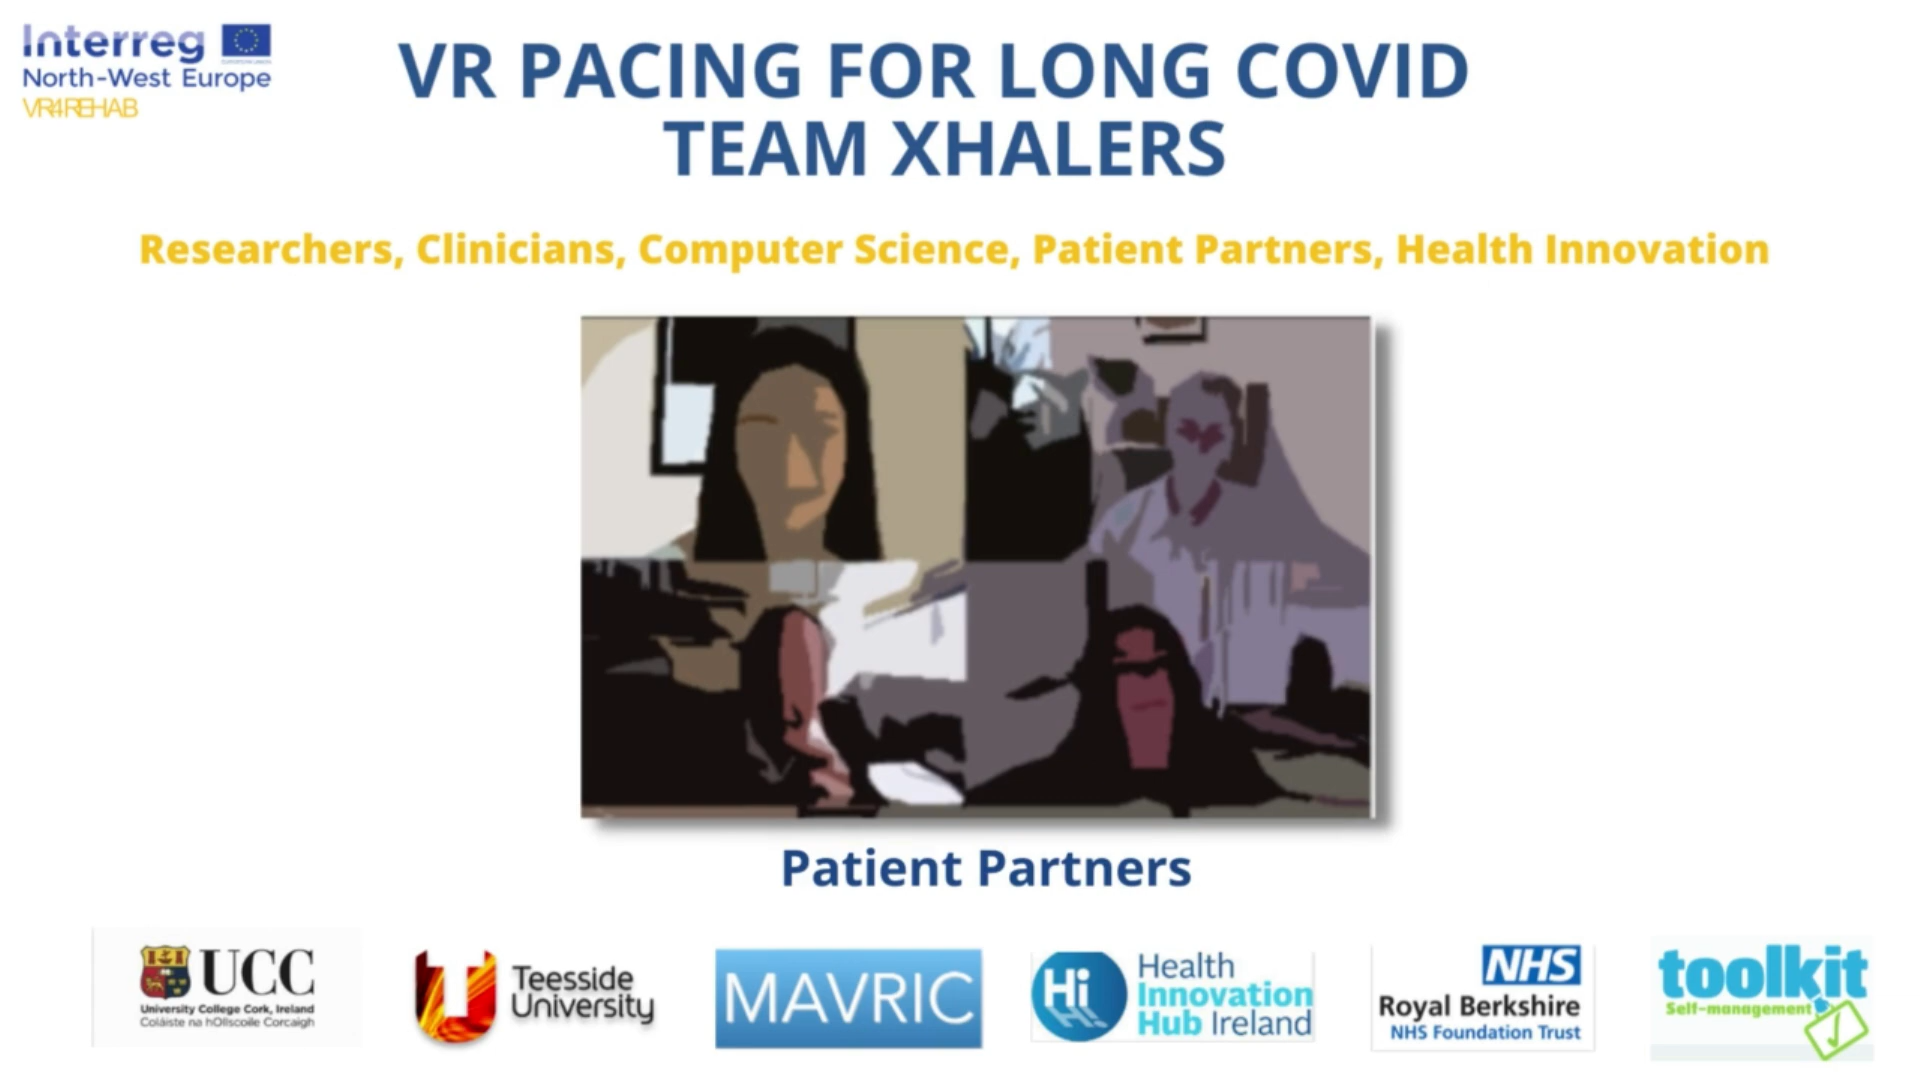 Interreg
North-West Europe
VR4REHAB
VR PACING FOR LONG COVID
TEAM XHALERS
Researchers, Clinicians, Computer Science, Patient Partners, Health Innovation
Patient Partners
UCC
University College Cork, Ireland
Coláiste na hOllscoile Corcaigh
Teesside
University
MAVRIC
Hi
Health
Innovation
Hub Ireland
NHS
Royal Berkshire
NHS Foundation Trust
toolkit
Self-management